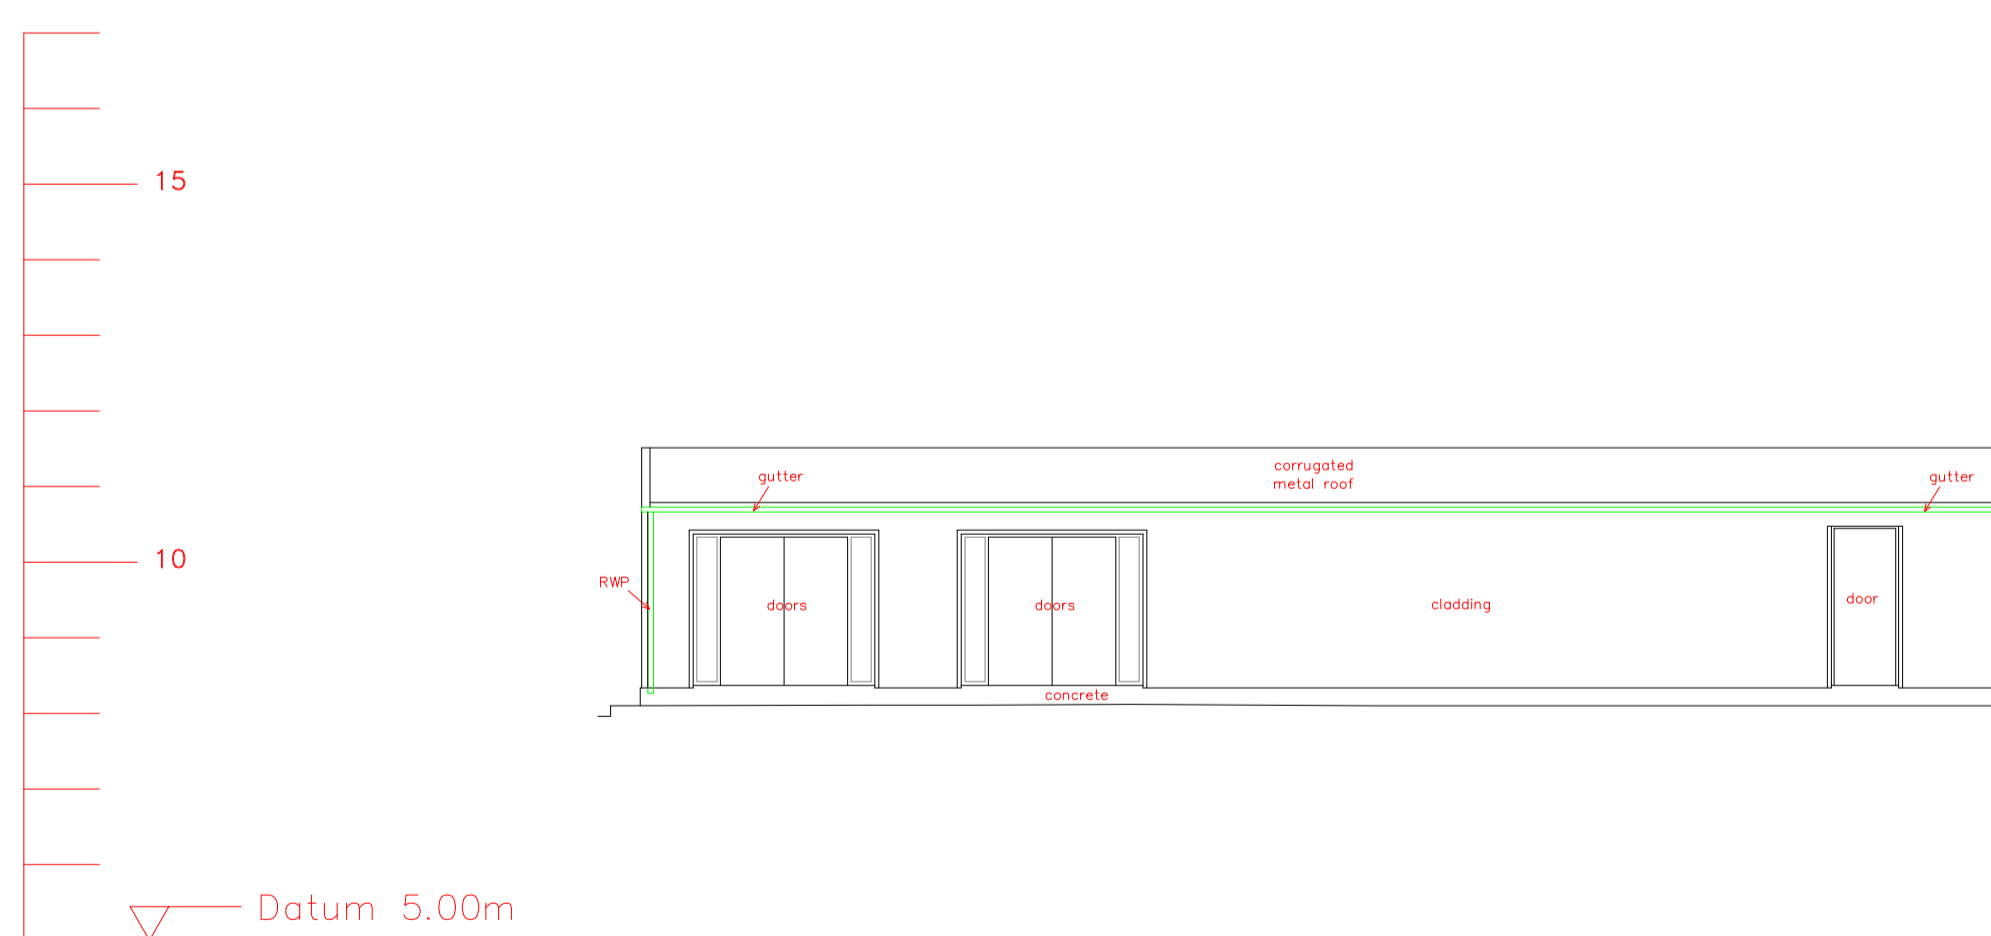 15
corrugated
metal roof
gutter
gutter
10
RWP
doors
doors
cladding
door
concrete
Datum 5.00m